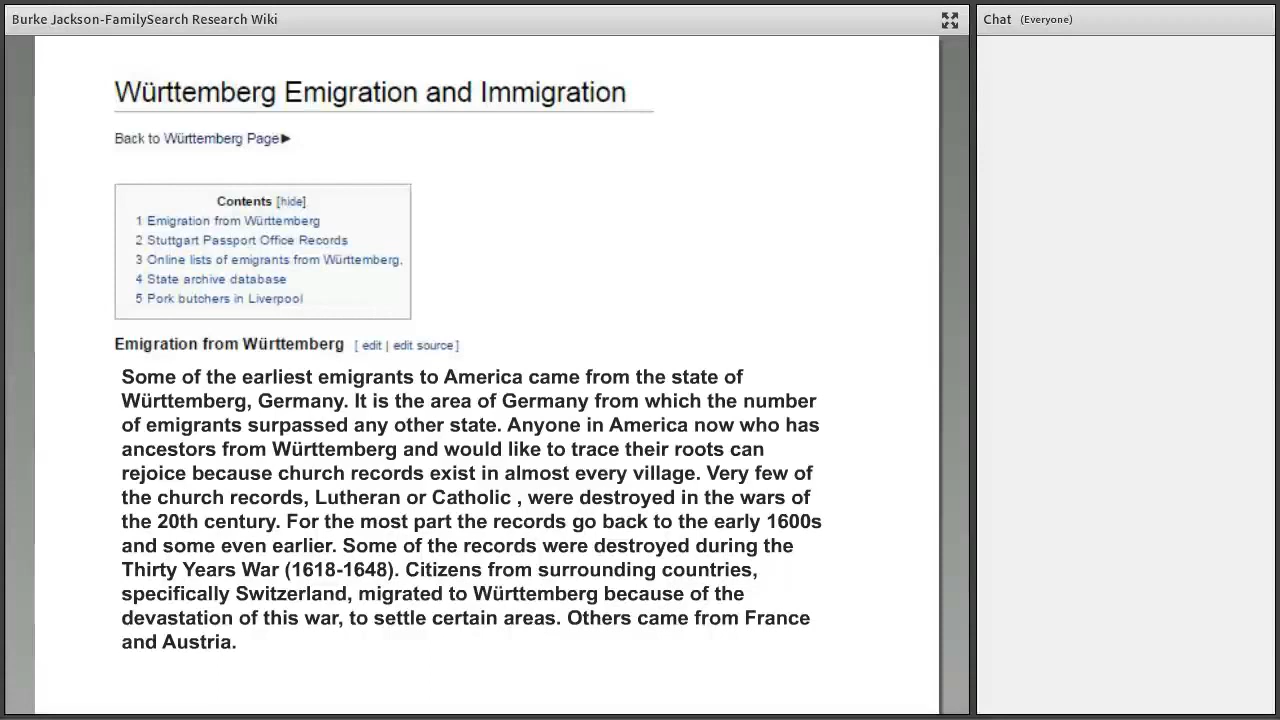 Burke Jackson-FamilySearch Research Wiki
Chat (Everyone)
Württemberg Emigration and Immigration
Back to Württemberg Page►
Contents [hide]
1 Emigration from Württemberg
2 Stuttgart Passport Office Records
3 Online lists of emigrants from Württemberg,
4 State archive database
5 Pork butchers in Liverpool
Emigration from Württemberg [ edit | edit source ]
Some of the earliest emigrants to America came from the state of
Württemberg, Germany. It is the area of Germany from which the number
of emigrants surpassed any other state. Anyone in America now who has
ancestors from Württemberg and would like to trace their roots can
rejoice because church records exist in almost every village. Very few of
the church records, Lutheran or Catholic , were destroyed in the wars of
the 20th century. For the most part the records go back to the early 1600s
and some even earlier. Some of the records were destroyed during the
Thirty Years War (1618-1648). Citizens from surrounding countries,
specifically Switzerland, migrated to Württemberg because of the
devastation of this war, to settle certain areas. Others came from France
and Austria.